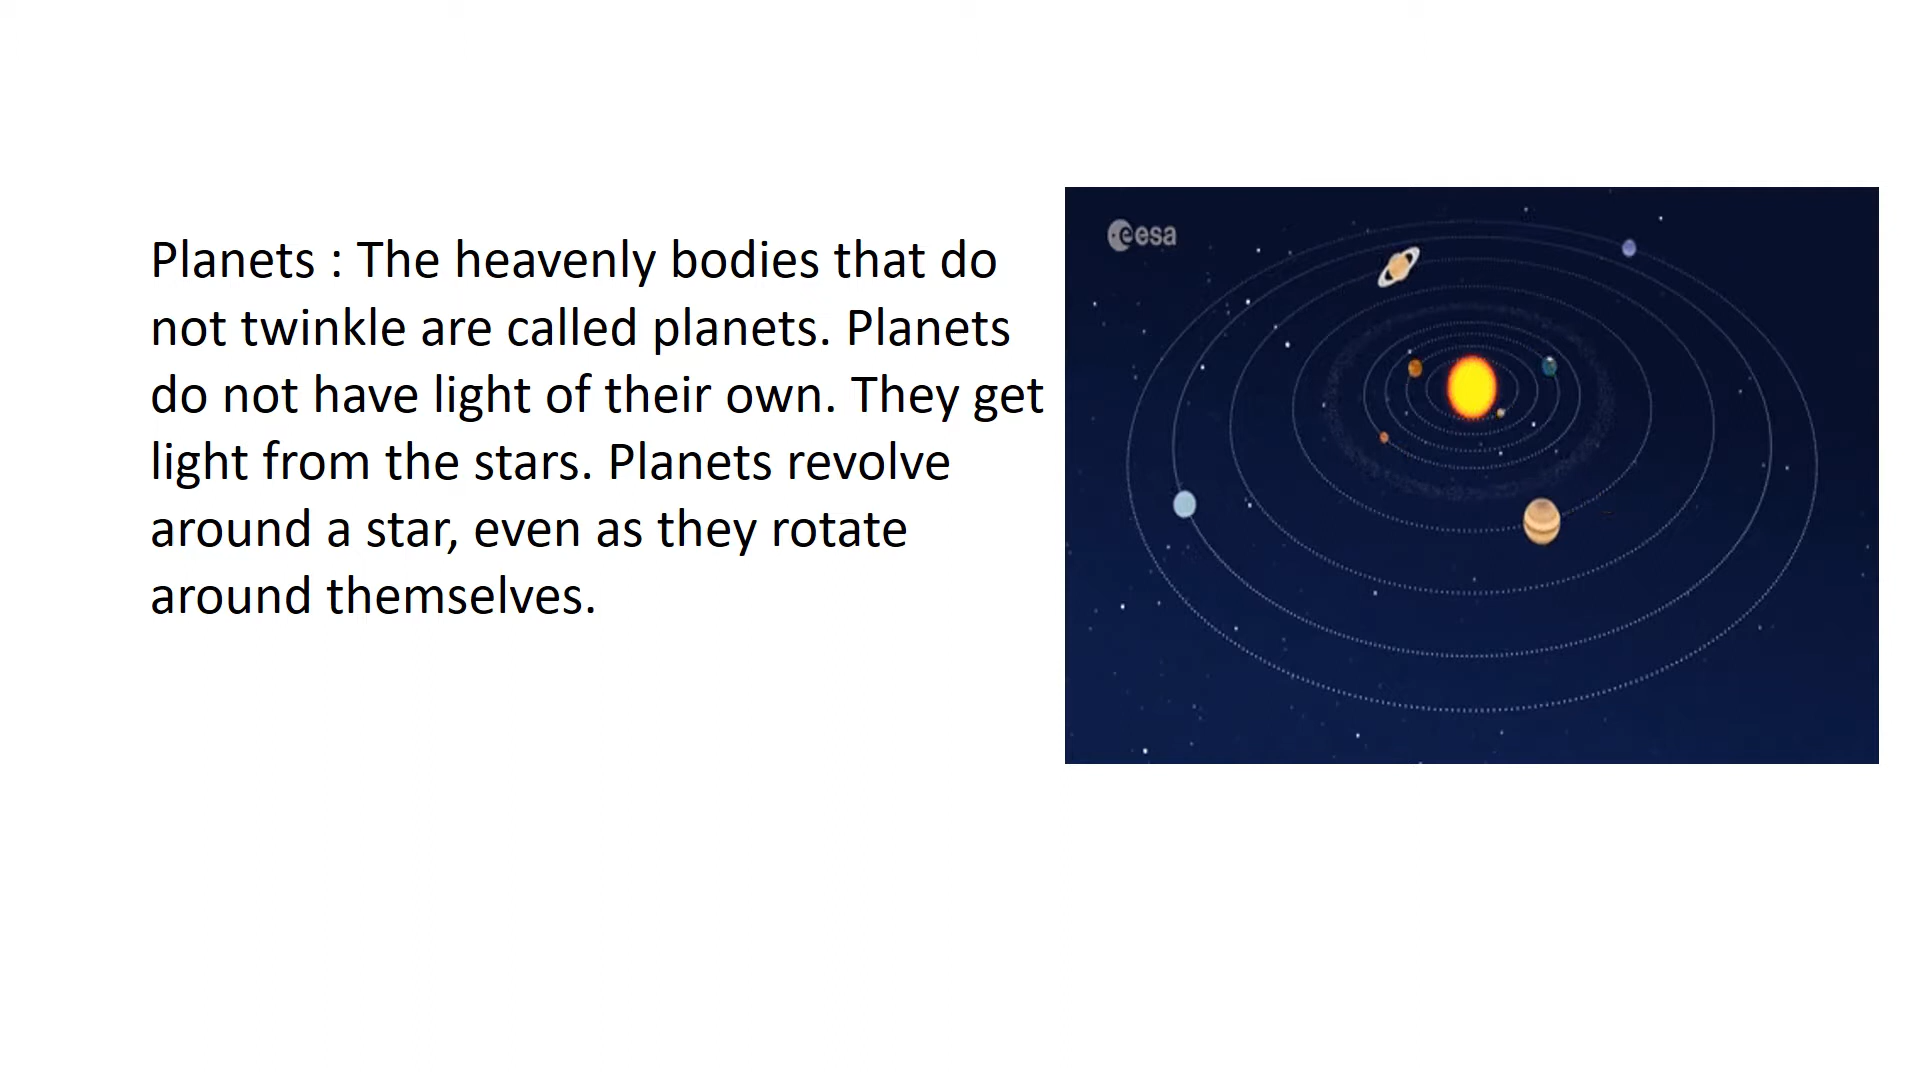 Planets : The heavenly bodies that do
not twinkle are called planets. Planets
do not have light of their own. They get
light from the stars. Planets revolve
around a star, even as they rotate
around themselves.
esa